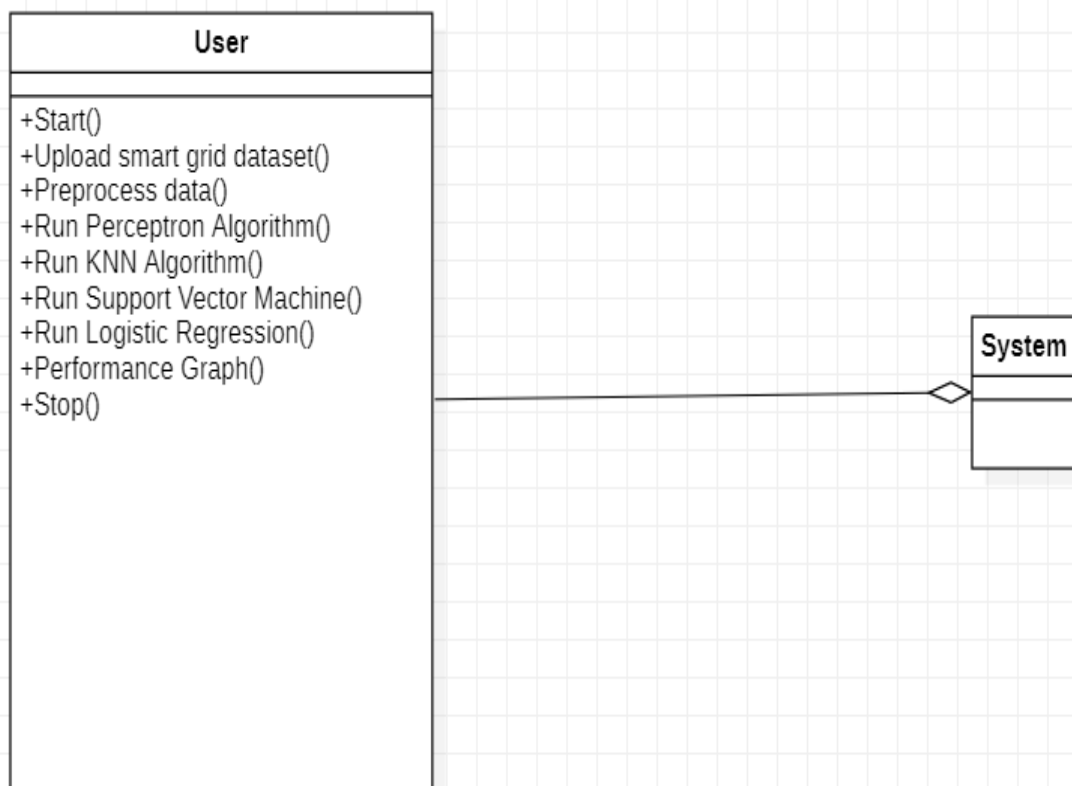 User
+Start()
+Upload smart grid dataset()
+Preprocess data()
+Run Perceptron Algorithm()
+Run KNN Algorithm()
+Run Support Vector Machine()
+Run Logistic Regression()
+Performance Graph()
+Stop()
System